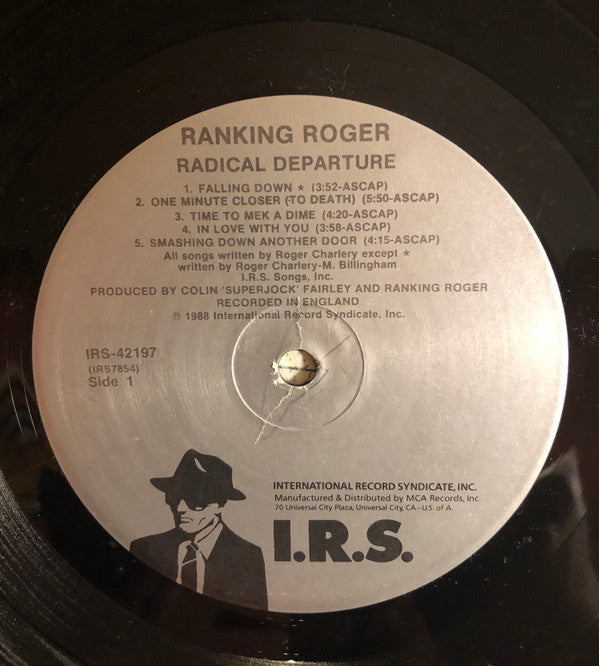 RANKING ROGER
RADICAL DEPARTURE
1. FALLING DOWN ★ (3:52-ASCAP)
2. ONE MINUTE CLOSER (TO DEATH) (5:50-ASCAP)
3. TIME TO MEK A DIME (4:20-ASCAP)
4. IN LOVE WITH YOU (3:58-ASCAP)
5. SMASHING DOWN ANOTHER DOOR (4:15-ASCAP)
All songs written by Roger Charlery except ★
written by Roger Charlery-M. Billingham
I.R.S. Songs, Inc.
PRODUCED BY COLIN 'SUPERJOCK' FAIRLEY AND RANKING ROGER
RECORDED IN ENGLAND
℗ 1988 International Record Syndicate, Inc.
IRS-42197
(IRS7854)
Side 1
INTERNATIONAL RECORD SYNDICATE, INC.
Manufactured & Distributed by MCA Records, Inc.
70 Universal City Plaza, Universal City, CA–U.S. of A.
I.R.S.